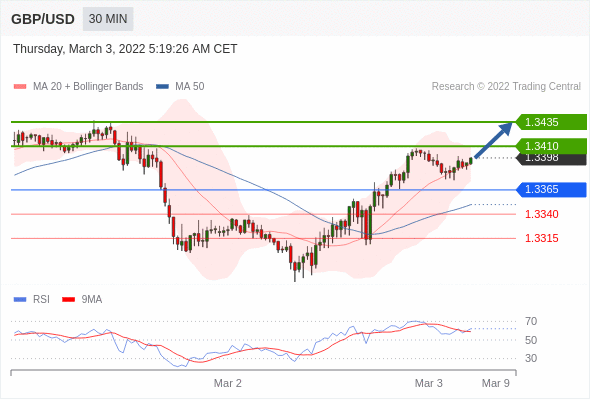 GBP/USD 30 MIN
Thursday, March 3, 2022 5:19:26 AM CET
MA 20 + Bollinger Bands MA 50 Research © 2022 Trading Central
1.3435
1.3410
1.3398
1.3365
1.3340
1.3315
RSI 9MA
70
50
30
Mar 2 Mar 3 Mar 9